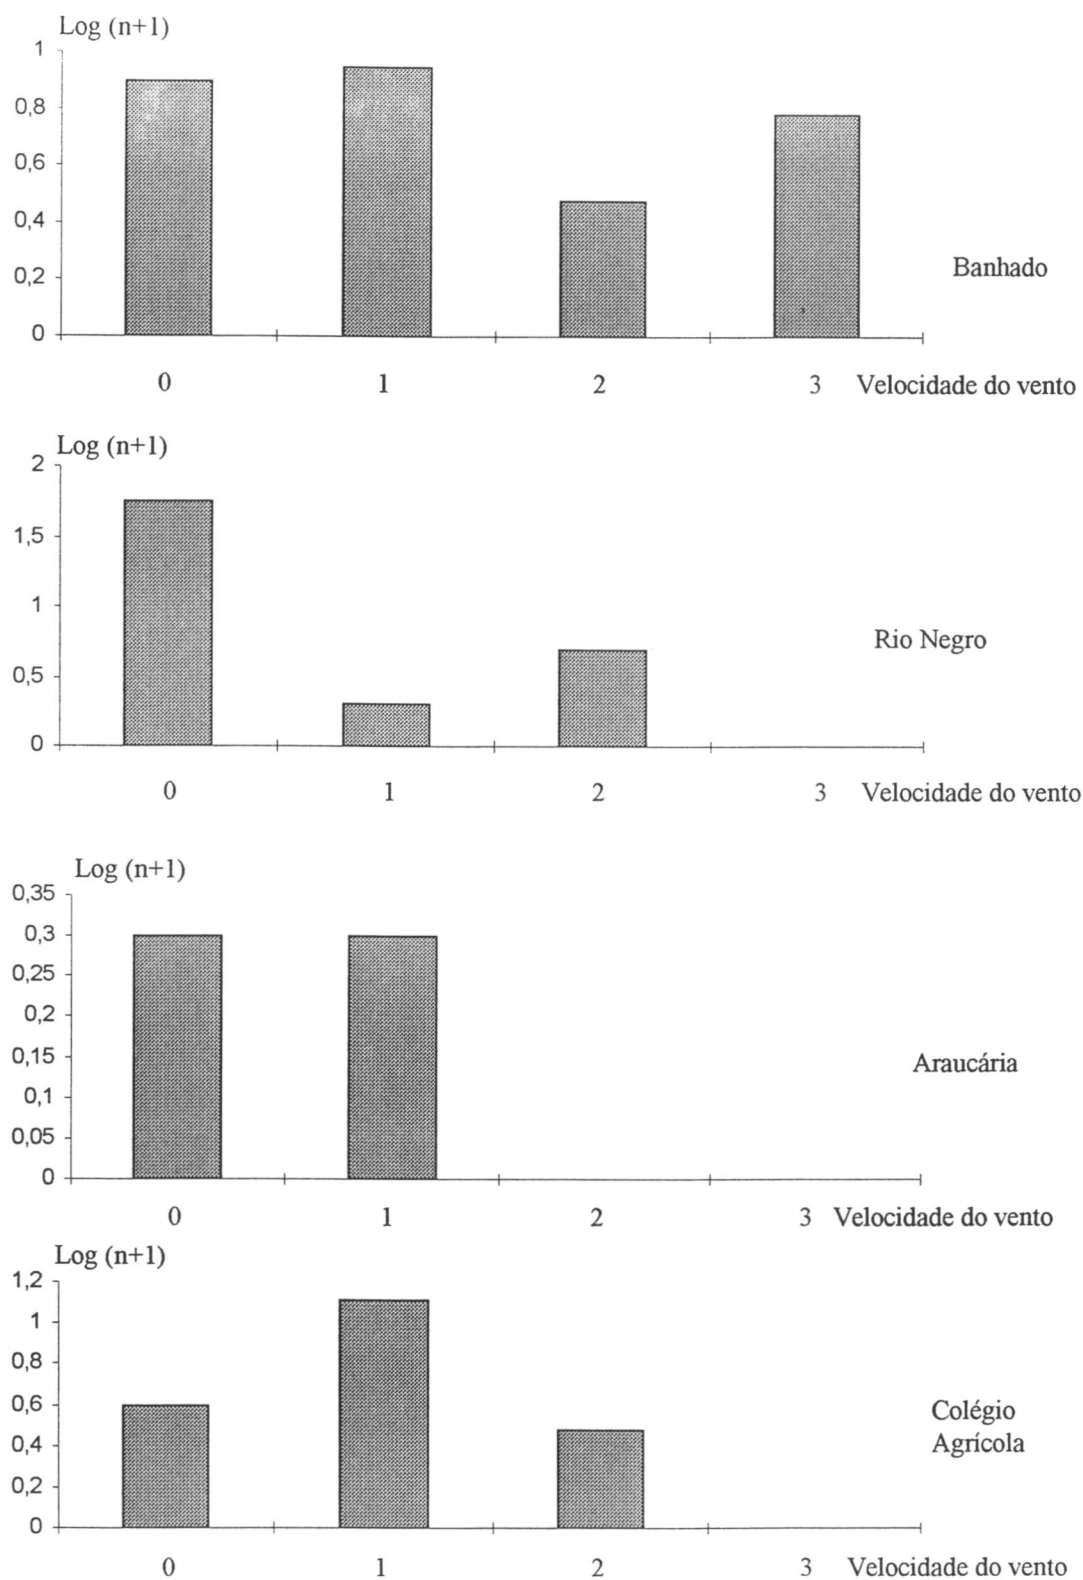 Log (n+1)
1
0,8
0,6
0,4
0,2
0
Banhado
0 1 2 3 Velocidade do vento
Log (n+1)
2
1,5
1
0,5
0
Rio Negro
0 1 2 3 Velocidade do vento
Log (n+1)
0,35
0,3
0,25
0,2
0,15
0,1
0,05
0
Araucária
0 1 2 3 Velocidade do vento
Log (n+1)
1,2
1
0,8
0,6
0,4
0,2
0
Colégio
Agrícola
0 1 2 3 Velocidade do vento